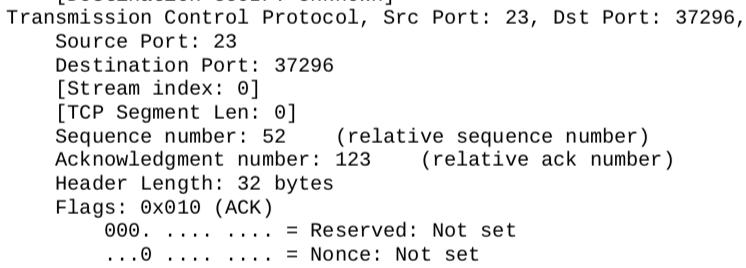 Transmission Control Protocol, Src Port: 23, Dst Port: 37296,
Source Port: 23
Destination Port: 37296
[Stream index: 0]
[TCP Segment Len: 0]
Sequence number: 52    (relative sequence number)
Acknowledgment number: 123    (relative ack number)
Header Length: 32 bytes
Flags: 0x010 (ACK)
000. .... .... = Reserved: Not set
...0 .... .... = Nonce: Not set